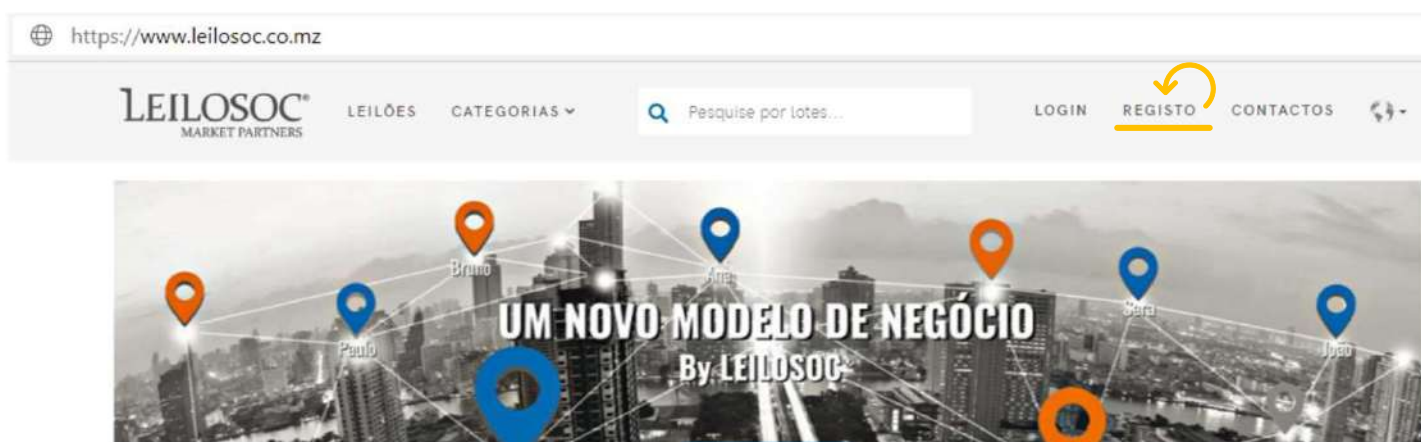 https://www.leilosoc.co.mz
LEILOSOC®
MARKET PARTNERS
LEILÕES CATEGORIAS
Pesquise por lotes...
LOGIN REGISTO CONTACTOS
Bruno
Ana
Sara
Paulo
João
UM NOVO MODELO DE NEGÓCIO
By LEILOSOC®